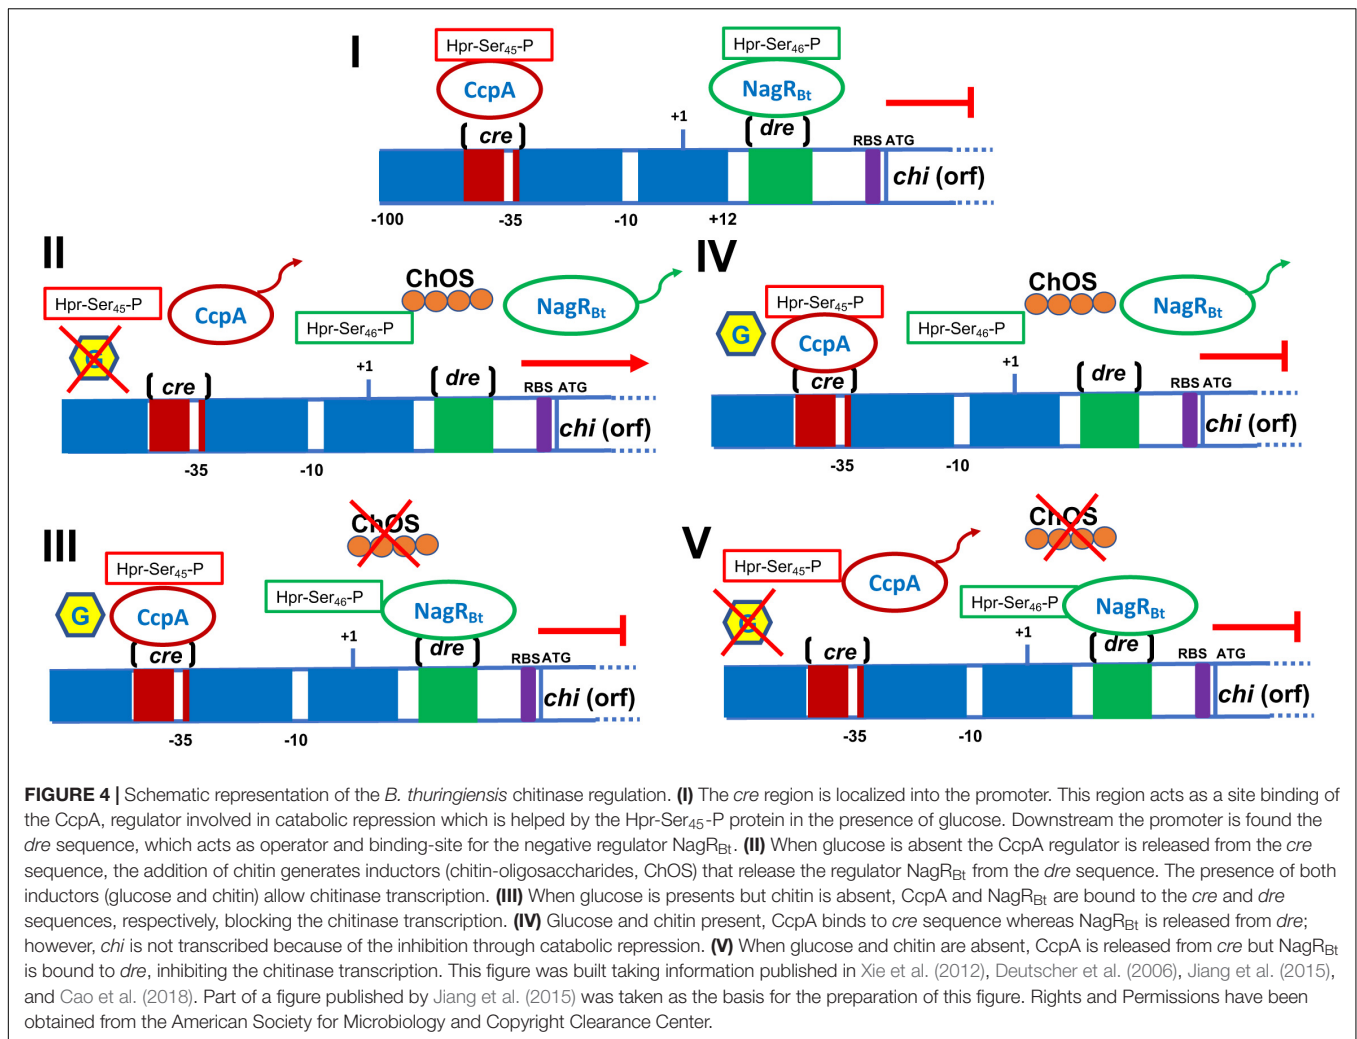 I
Hpr-Ser45-P
Hpr-Ser46-P
CcpA
NagRBt
cre
+1
dre
RBS ATG
chi (orf)
-100
-35
-10
+12
II
Hpr-Ser45-P
CcpA
ChOS
NagRBt
Hpr-Ser46-P
G
cre
+1
dre
RBS ATG
chi (orf)
-35
-10
IV
ChOS
Hpr-Ser45-P
NagRBt
G
CcpA
Hpr-Ser46-P
cre
+1
dre
RBS ATG
chi (orf)
-35
-10
III
ChOS
Hpr-Ser45-P
G
CcpA
Hpr-Ser46-P
NagRBt
cre
+1
dre
RBS ATG
chi (orf)
-35
-10
V
ChOS
Hpr-Ser45-P
CcpA
Hpr-Ser46-P
NagRBt
G
cre
+1
dre
RBS ATG
chi (orf)
-35
-10
FIGURE 4 | Schematic representation of the B. thuringiensis chitinase regulation. (I) The cre region is localized into the promoter. This region acts as a site binding of
the CcpA, regulator involved in catabolic repression which is helped by the Hpr-Ser45-P protein in the presence of glucose. Downstream the promoter is found the
dre sequence, which acts as operator and binding-site for the negative regulator NagRBt. (II) When glucose is absent the CcpA regulator is released from the cre
sequence, the addition of chitin generates inductors (chitin-oligosaccharides, ChOS) that release the regulator NagRBt from the dre sequence. The presence of both
inductors (glucose and chitin) allow chitinase transcription. (III) When glucose is presents but chitin is absent, CcpA and NagRBt are bound to the cre and dre
sequences, respectively, blocking the chitinase transcription. (IV) Glucose and chitin present, CcpA binds to cre sequence whereas NagRBt is released from dre;
however, chi is not transcribed because of the inhibition through catabolic repression. (V) When glucose and chitin are absent, CcpA is released from cre but NagRBt
is bound to dre, inhibiting the chitinase transcription. This figure was built taking information published in Xie et al. (2012), Deutscher et al. (2006), Jiang et al. (2015),
and Cao et al. (2018). Part of a figure published by Jiang et al. (2015) was taken as the basis for the preparation of this figure. Rights and Permissions have been
obtained from the American Society for Microbiology and Copyright Clearance Center.